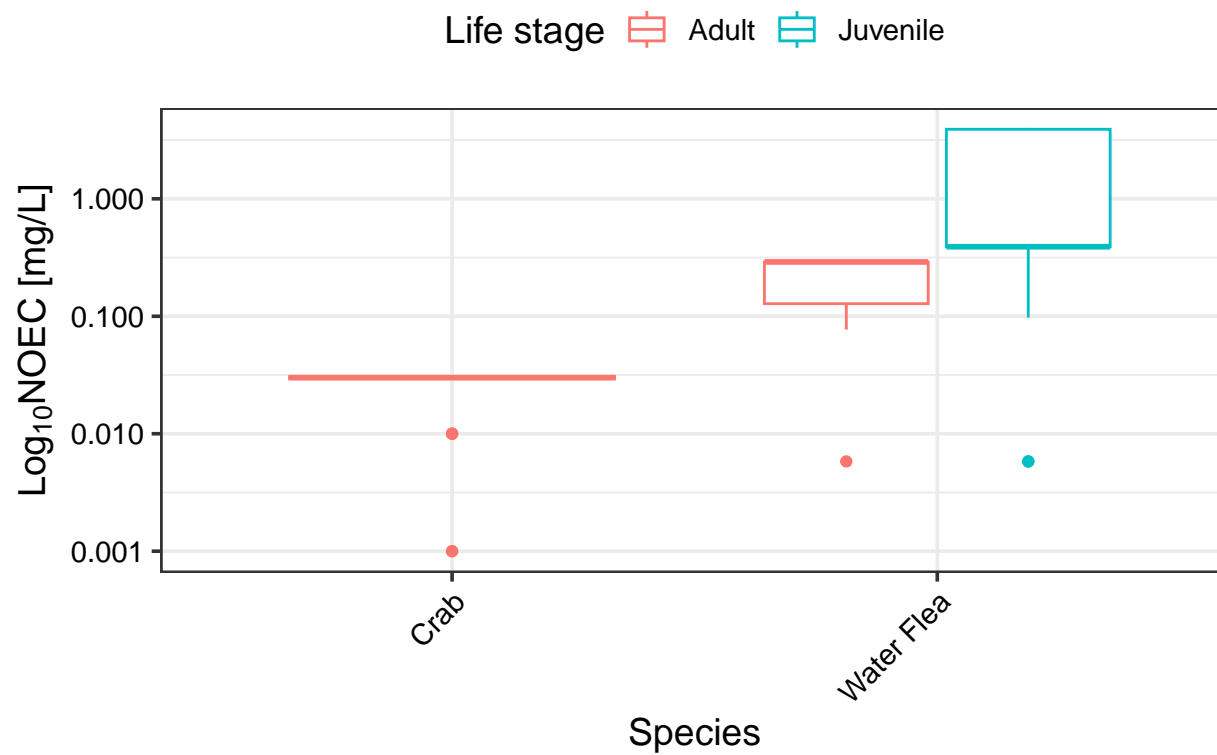 Life stage Adult Juvenile
Log₁₀NOEC [mg/L]
1.000
0.100
0.010
0.001
Crab
Water Flea
Species